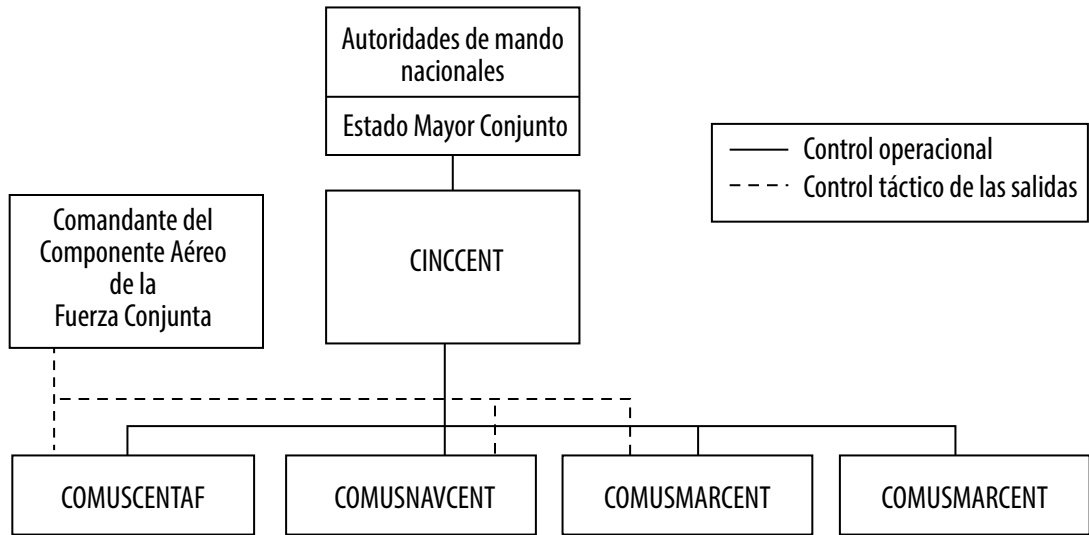 Autoridades de mando
nacionales
Estado Mayor Conjunto
Control operacional
Control táctico de las salidas
Comandante del
Componente Aéreo
de la
Fuerza Conjunta
CINCCENT
COMUSCENTAF
COMUSNAVCENT
COMUSMARCENT
COMUSMARCENT